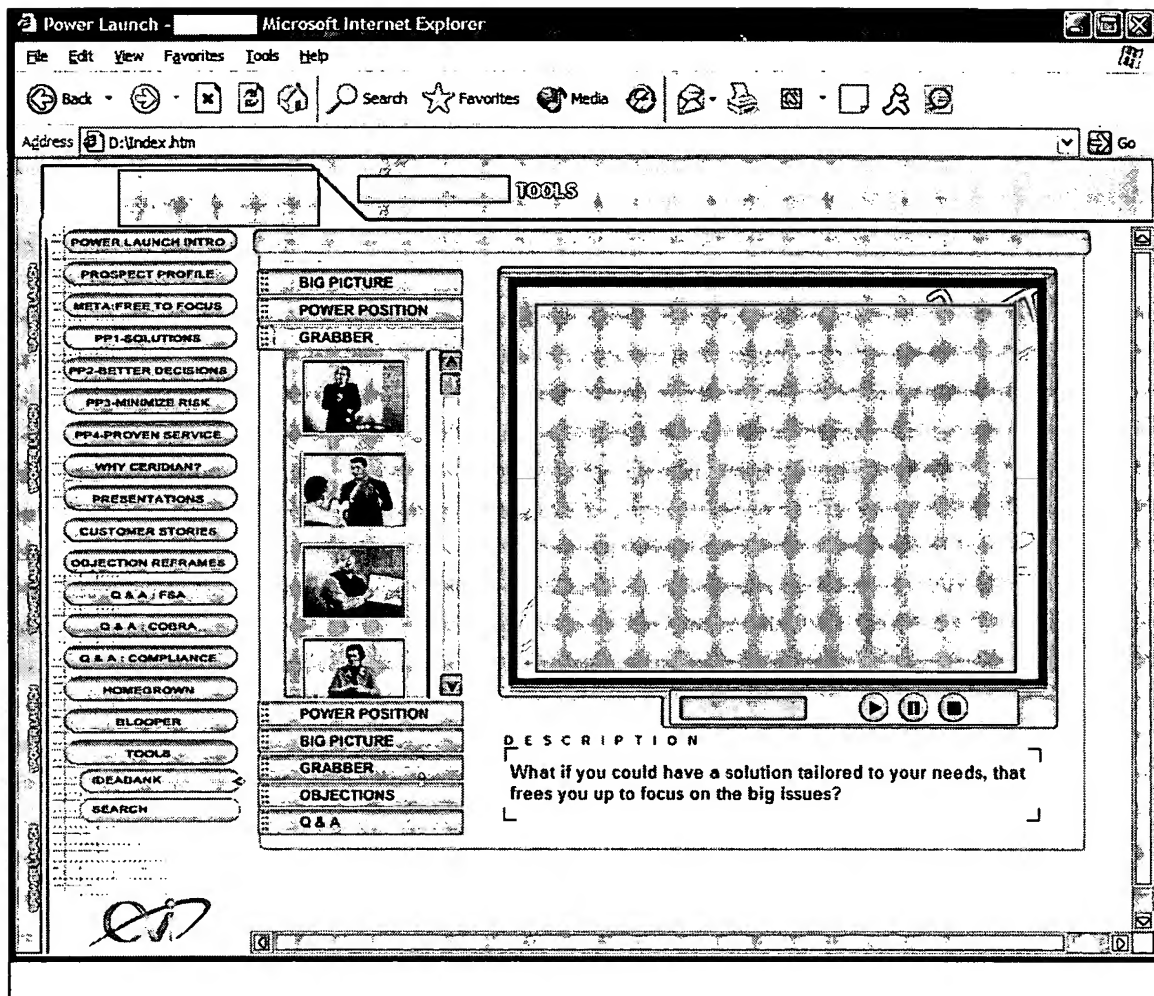 Power Launch - Microsoft Internet Explorer
File Edit View Favorites Tools Help
Back Search Favorites Media
Address D:\Index.htm Go
TOOLS
POWER LAUNCH INTRO
PROSPECT PROFILE
META:FREE TO FOCUS
PP1-SOLUTIONS
PP2-BETTER DECISIONS
PP3-MINIMIZE RISK
PP4-PROVEN SERVICE
WHY CERIDIAN?
PRESENTATIONS
CUSTOMER STORIES
OBJECTION REFRAMES
Q & A : FSA
Q & A : COBRA
Q & A : COMPLIANCE
HOMEGROWN
BLOOPER
TOOLS
IDEABANK
SEARCH
BIG PICTURE
POWER POSITION
GRABBER
POWER POSITION
BIG PICTURE
GRABBER
OBJECTIONS
Q & A
DESCRIPTION
What if you could have a solution tailored to your needs, that
frees you up to focus on the big issues?